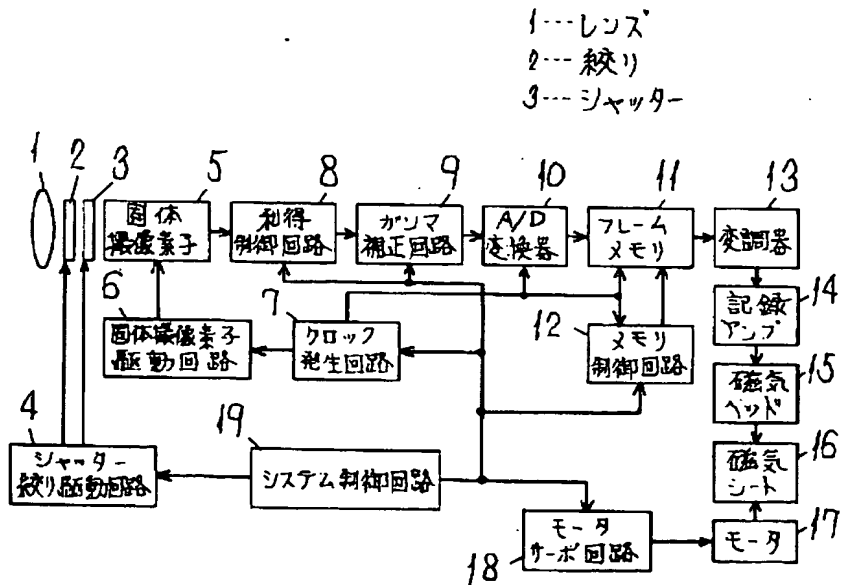 1…レンズ
2…絞り
3…シャッター
1
2
3
5
8
9
10
11
13
固体
撮像素子
利得
制御回路
ガンマ
補正回路
A/D
変換器
フレーム
メモリ
変調器
6
7
12
14
固体撮像素子
駆動回路
クロック
発生回路
メモリ
制御回路
記録
アンプ
15
磁気
ヘッド
4
19
16
シャッター
絞り駆動回路
システム制御回路
磁気
シート
18
モータ
サーボ回路
17
モータ